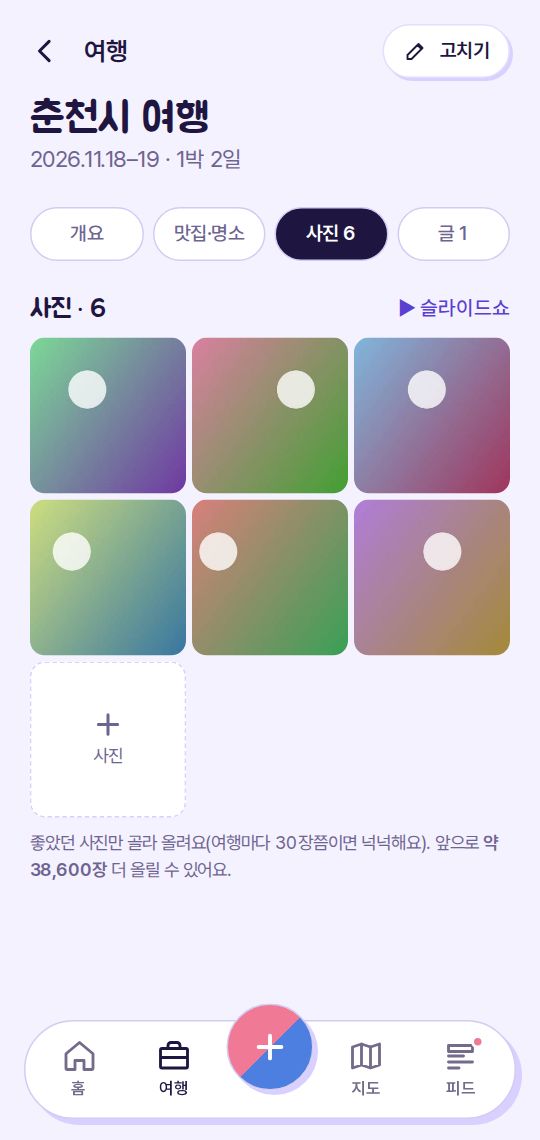 여행
고치기
춘천시 여행
2026.11.18–19 · 1박 2일
개요
맛집·명소
사진 6
글 1
사진 · 6
▶ 슬라이드쇼
사진
좋았던 사진만 골라 올려요(여행마다 30장쯤이면 넉넉해요). 앞으로 약
38,600장 더 올릴 수 있어요.
홈
여행
지도
피드